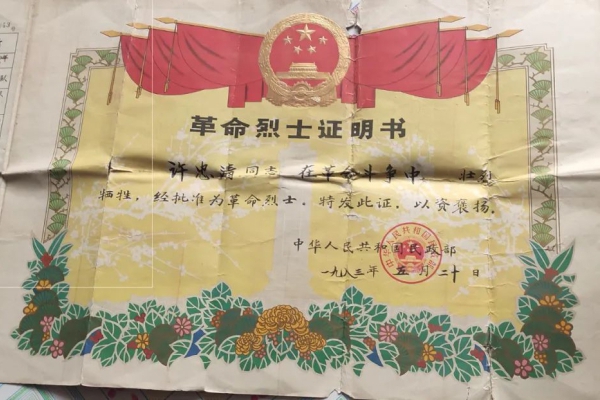 革命烈士证明书
许忠涛同志 在革命斗争中 壮烈
牺牲，经批准为革命烈士。特发此证，以资褒扬。
中华人民共和国民政部
一九八三年 五月二十日